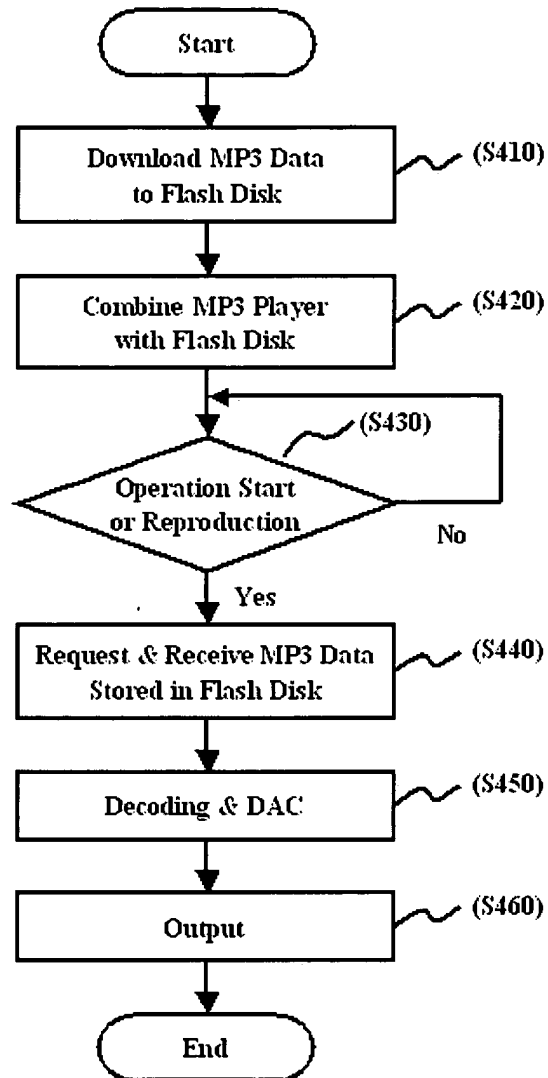 Start
Download MP3 Data
to Flash Disk
(S410)
Combine MP3 Player
with Flash Disk
(S420)
(S430)
Operation Start
or Reproduction
No
Yes
Request & Receive MP3 Data
Stored in Flash Disk
(S440)
Decoding & DAC
(S450)
Output
(S460)
End